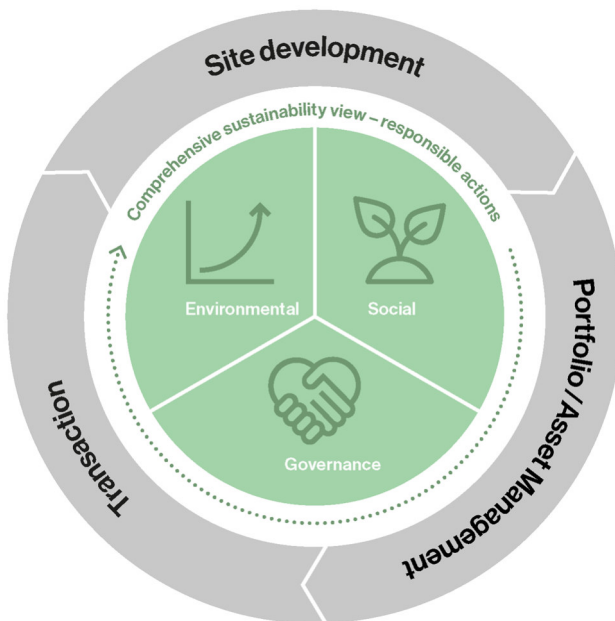 Site development
Comprehensive sustainability view – responsible actions
Environmental
Social
Governance
Portfolio / Asset Management
Transaction